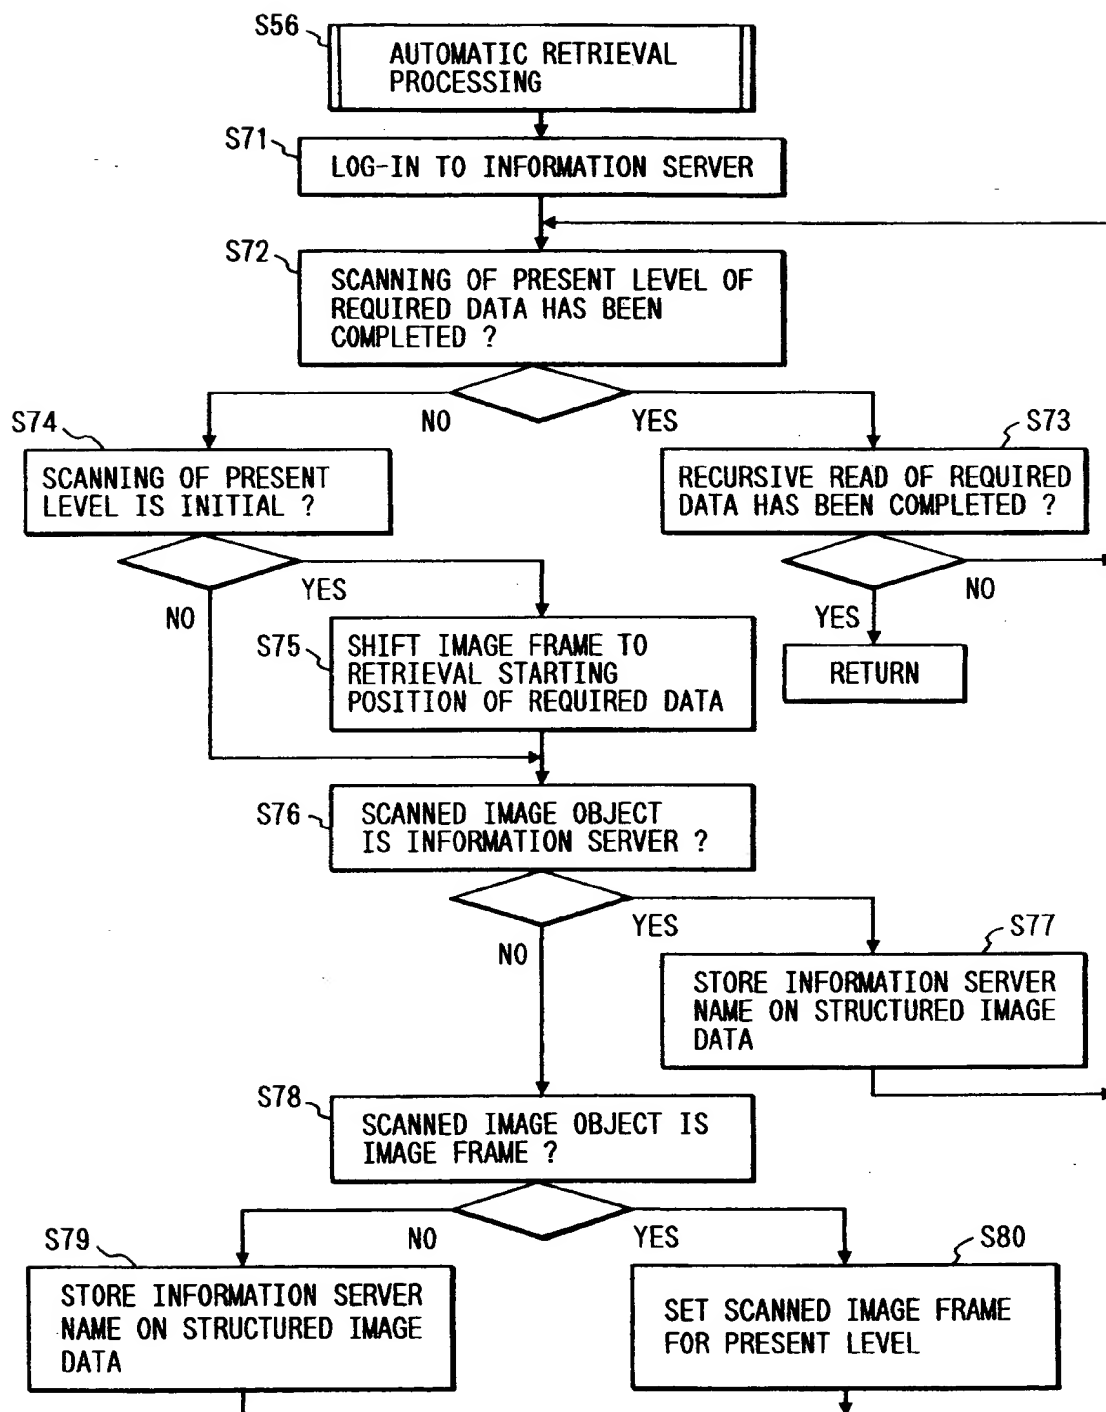 S56
AUTOMATIC RETRIEVAL
PROCESSING
S71
LOG-IN TO INFORMATION SERVER
S72
SCANNING OF PRESENT LEVEL OF
REQUIRED DATA HAS BEEN
COMPLETED ?
NO
YES
S74
SCANNING OF PRESENT
LEVEL IS INITIAL ?
S73
RECURSIVE READ OF REQUIRED
DATA HAS BEEN COMPLETED ?
NO
YES
YES
NO
S75
SHIFT IMAGE FRAME TO
RETRIEVAL STARTING
POSITION OF REQUIRED DATA
RETURN
S76
SCANNED IMAGE OBJECT
IS INFORMATION SERVER ?
YES
NO
S77
STORE INFORMATION SERVER
NAME ON STRUCTURED IMAGE
DATA
S78
SCANNED IMAGE OBJECT IS
IMAGE FRAME ?
NO
YES
S79
STORE INFORMATION SERVER
NAME ON STRUCTURED IMAGE
DATA
S80
SET SCANNED IMAGE FRAME
FOR PRESENT LEVEL